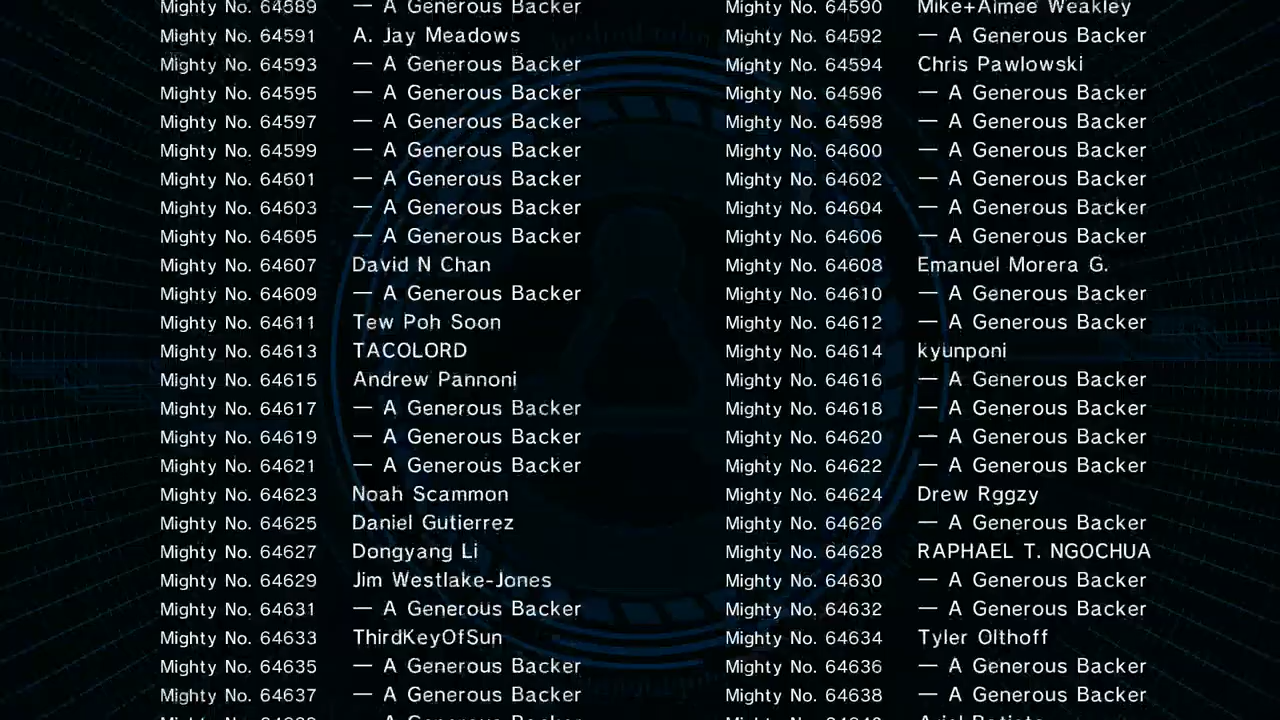 Mighty No. 64589 — A Generous Backer Mighty No. 64590 Mike+Aimee Weakley
Mighty No. 64591 A. Jay Meadows Mighty No. 64592 — A Generous Backer
Mighty No. 64593 — A Generous Backer Mighty No. 64594 Chris Pawlowski
Mighty No. 64595 — A Generous Backer Mighty No. 64596 — A Generous Backer
Mighty No. 64597 — A Generous Backer Mighty No. 64598 — A Generous Backer
Mighty No. 64599 — A Generous Backer Mighty No. 64600 — A Generous Backer
Mighty No. 64601 — A Generous Backer Mighty No. 64602 — A Generous Backer
Mighty No. 64603 — A Generous Backer Mighty No. 64604 — A Generous Backer
Mighty No. 64605 — A Generous Backer Mighty No. 64606 — A Generous Backer
Mighty No. 64607 David N Chan Mighty No. 64608 Emanuel Morera G.
Mighty No. 64609 — A Generous Backer Mighty No. 64610 — A Generous Backer
Mighty No. 64611 Tew Poh Soon Mighty No. 64612 — A Generous Backer
Mighty No. 64613 TACOLORD Mighty No. 64614 kyunponi
Mighty No. 64615 Andrew Pannoni Mighty No. 64616 — A Generous Backer
Mighty No. 64617 — A Generous Backer Mighty No. 64618 — A Generous Backer
Mighty No. 64619 — A Generous Backer Mighty No. 64620 — A Generous Backer
Mighty No. 64621 — A Generous Backer Mighty No. 64622 — A Generous Backer
Mighty No. 64623 Noah Scammon Mighty No. 64624 Drew Rggzy
Mighty No. 64625 Daniel Gutierrez Mighty No. 64626 — A Generous Backer
Mighty No. 64627 Dongyang Li Mighty No. 64628 RAPHAEL T. NGOCHUA
Mighty No. 64629 Jim Westlake-Jones Mighty No. 64630 — A Generous Backer
Mighty No. 64631 — A Generous Backer Mighty No. 64632 — A Generous Backer
Mighty No. 64633 ThirdKeyOfSun Mighty No. 64634 Tyler Olthoff
Mighty No. 64635 — A Generous Backer Mighty No. 64636 — A Generous Backer
Mighty No. 64637 — A Generous Backer Mighty No. 64638 — A Generous Backer